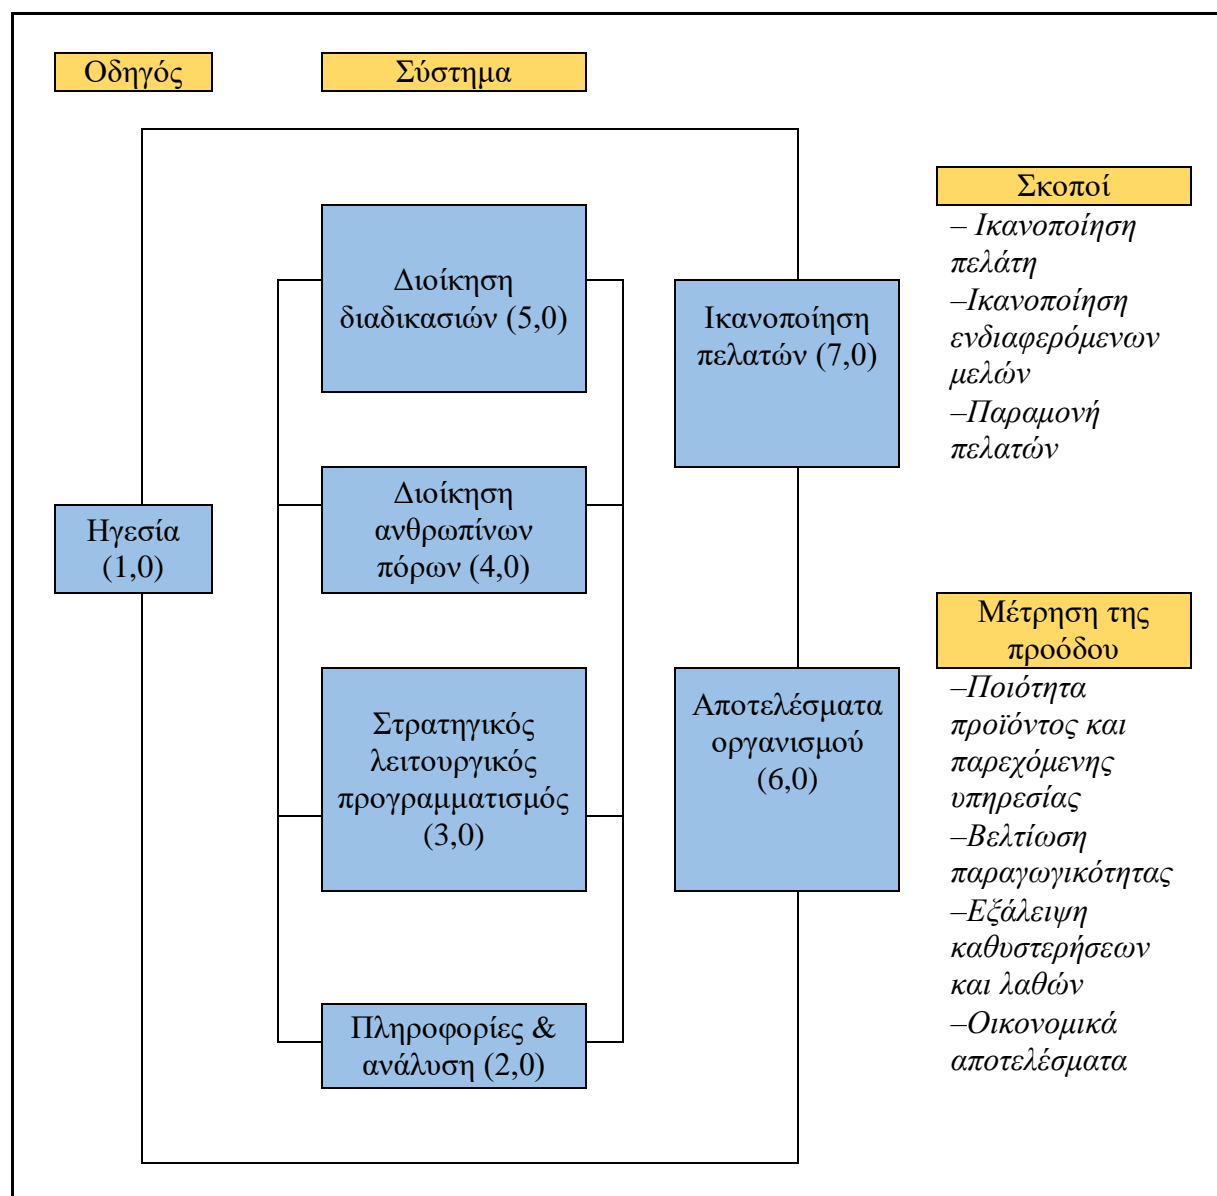 Οδηγός
Σύστημα
Διοίκηση
διαδικασιών (5,0)
Διοίκηση
ανθρωπίνων
πόρων (4,0)
Ηγεσία
(1,0)
Στρατηγικός
λειτουργικός
προγραμματισμός
(3,0)
Πληροφορίες &
ανάλυση (2,0)
Ικανοποίηση
πελατών (7,0)
Αποτελέσματα
οργανισμού
(6,0)
Σκοποί
– Ικανοποίηση
πελάτη
–Ικανοποίηση
ενδιαφερόμενων
μελών
–Παραμονή
πελατών
Μέτρηση της
προόδου
–Ποιότητα
προϊόντος και
παρεχόμενης
υπηρεσίας
–Βελτίωση
παραγωγικότητας
–Εξάλειψη
καθυστερήσεων
και λαθών
–Οικονομικά
αποτελέσματα